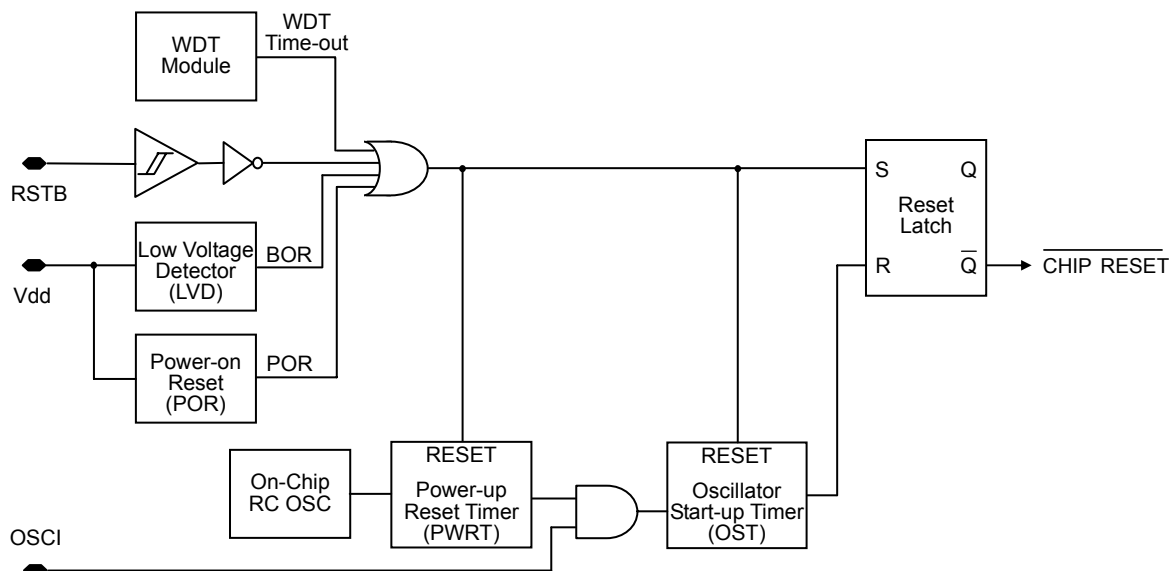 WDT
Time-out
WDT
Module
RSTB
Low Voltage
Detector
(LVD)
BOR
Vdd
Power-on
Reset
(POR)
POR
S
Q
Reset
Latch
R
Q
CHIP RESET
On-Chip
RC OSC
RESET
Power-up
Reset Timer
(PWRT)
RESET
Oscillator
Start-up Timer
(OST)
OSCI